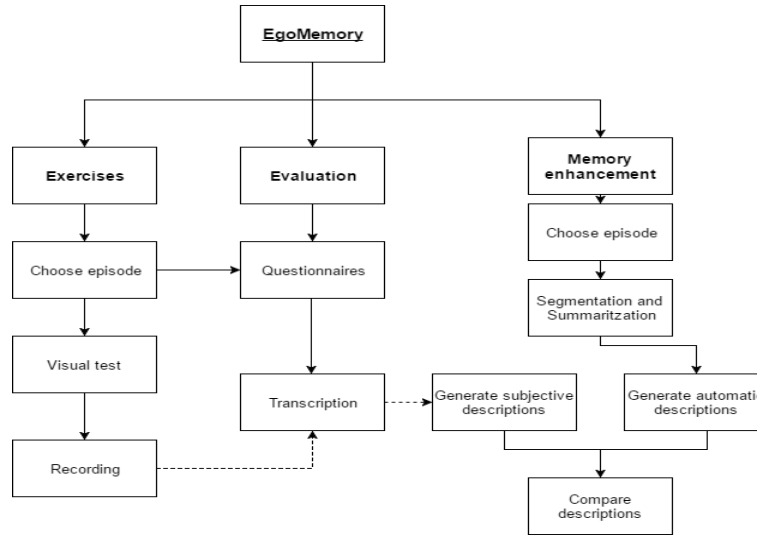 EgoMemory
Exercises
Evaluation
Memory
enhancement
Choose episode
Questionnaires
Choose episode
Segmentation and
Summaritzation
Visual test
Transcription
Generate subjective
descriptions
Generate automatic
descriptions
Recording
Compare
descriptions